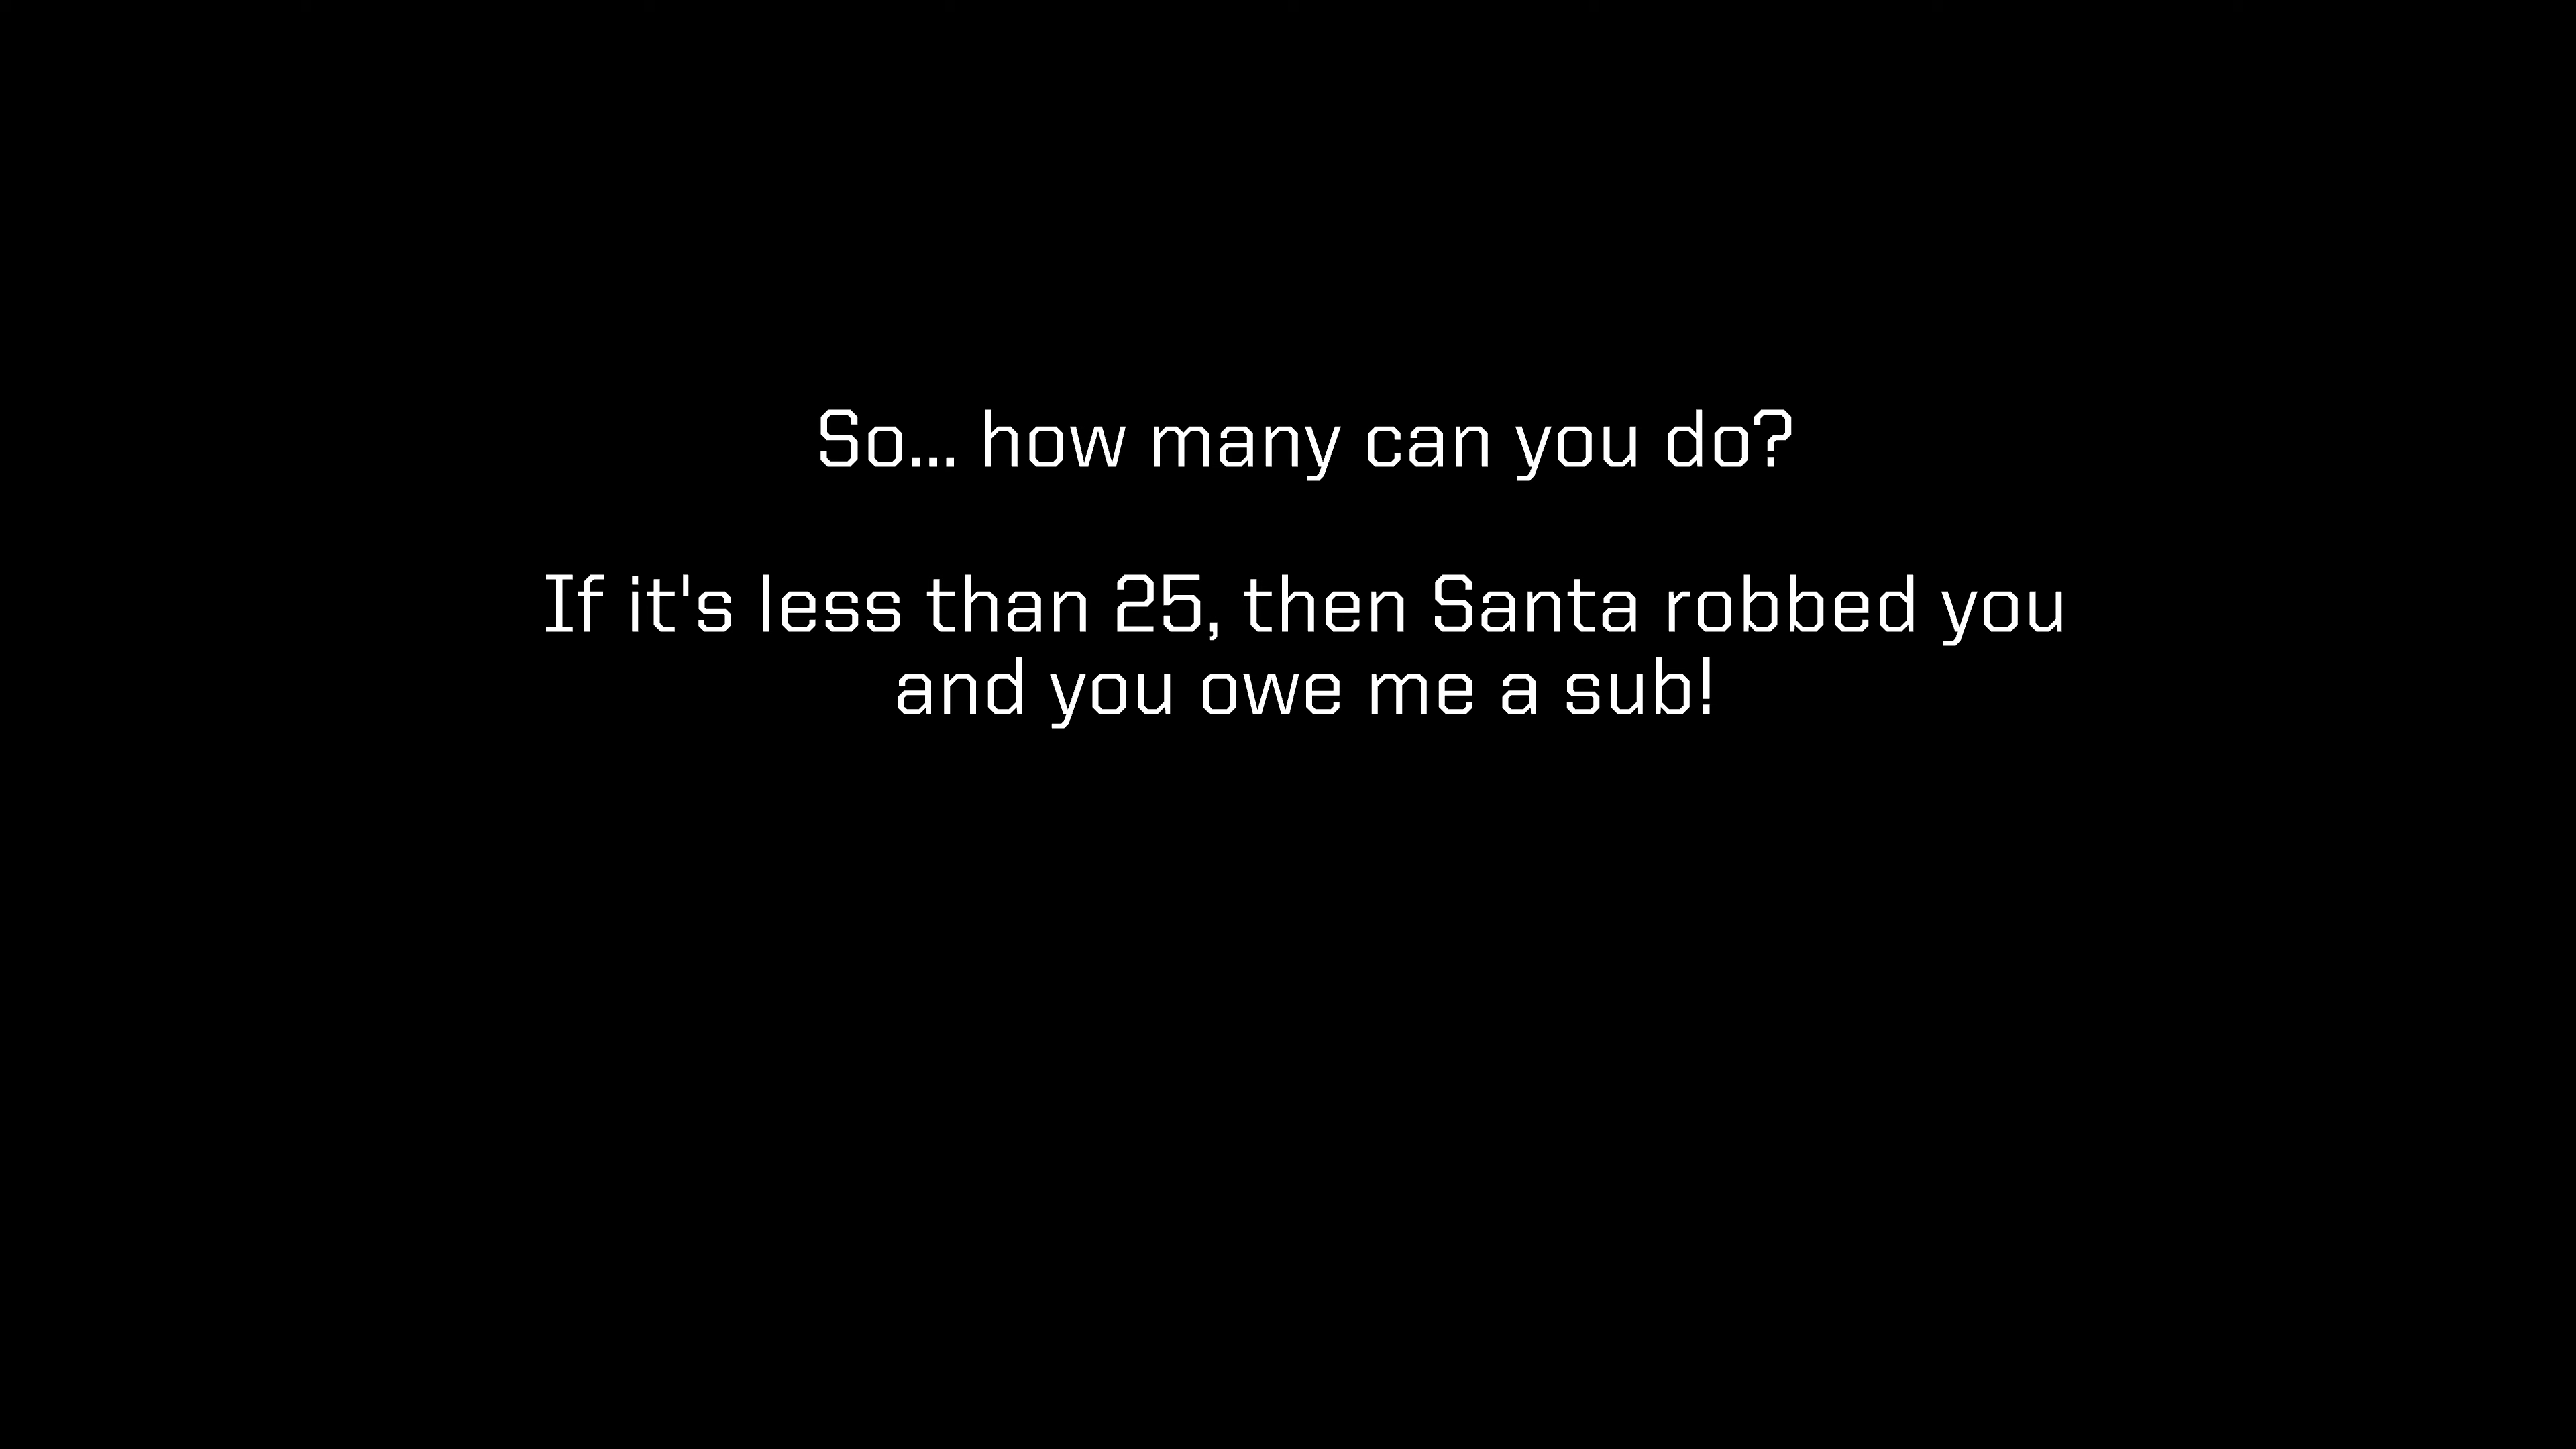 So... how many can you do?
If it's less than 25, then Santa robbed you
and you owe me a sub!